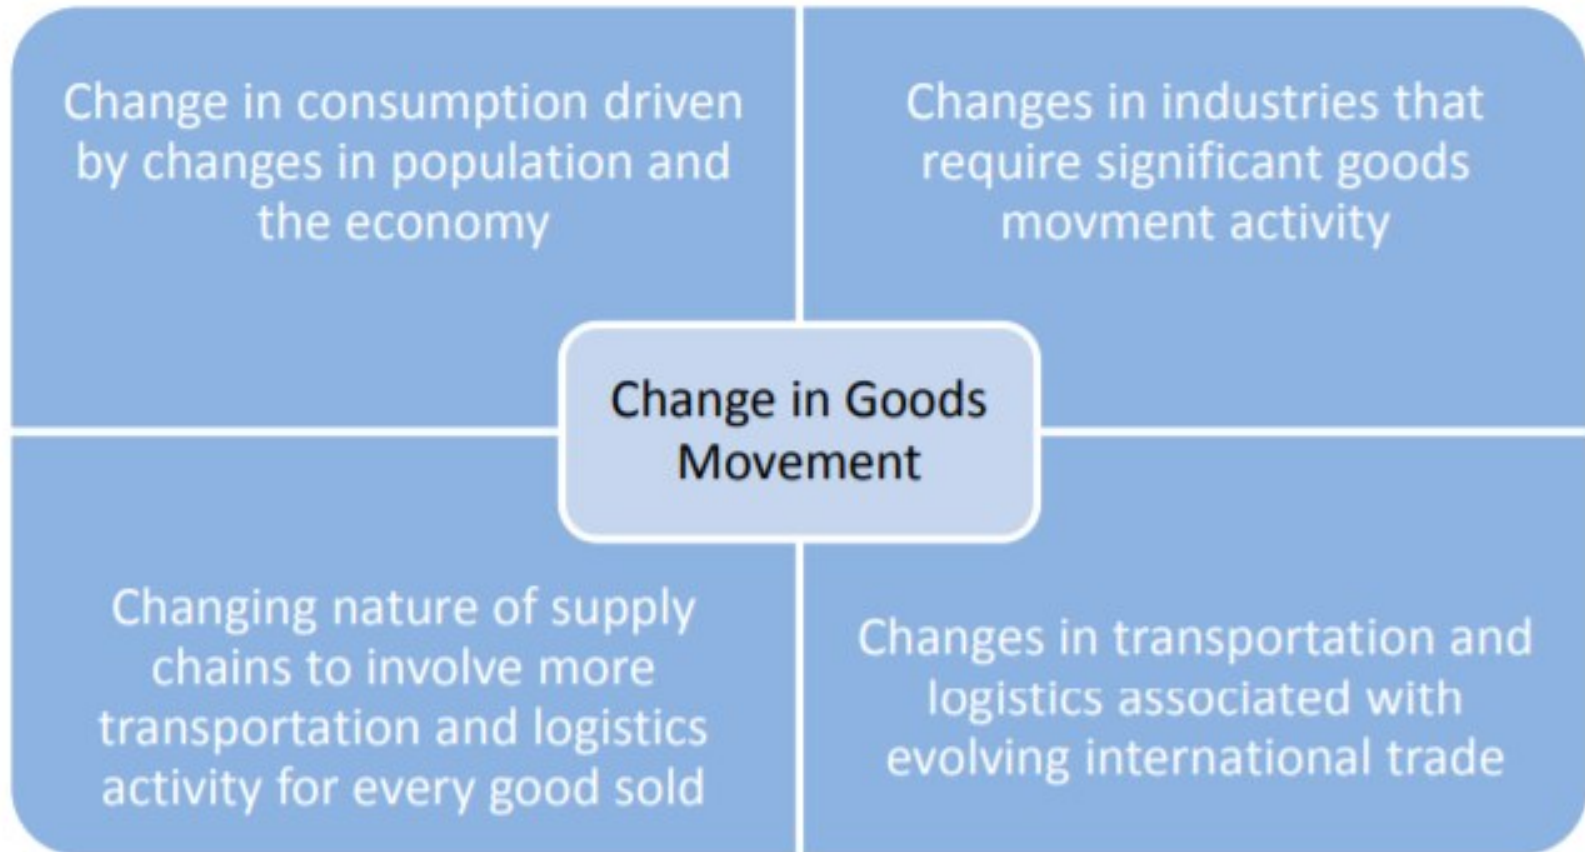 Change in consumption driven
by changes in population and
the economy
Changes in industries that
require significant goods
movment activity
Change in Goods
Movement
Changing nature of supply
chains to involve more
transportation and logistics
activity for every good sold
Changes in transportation and
logistics associated with
evolving international trade